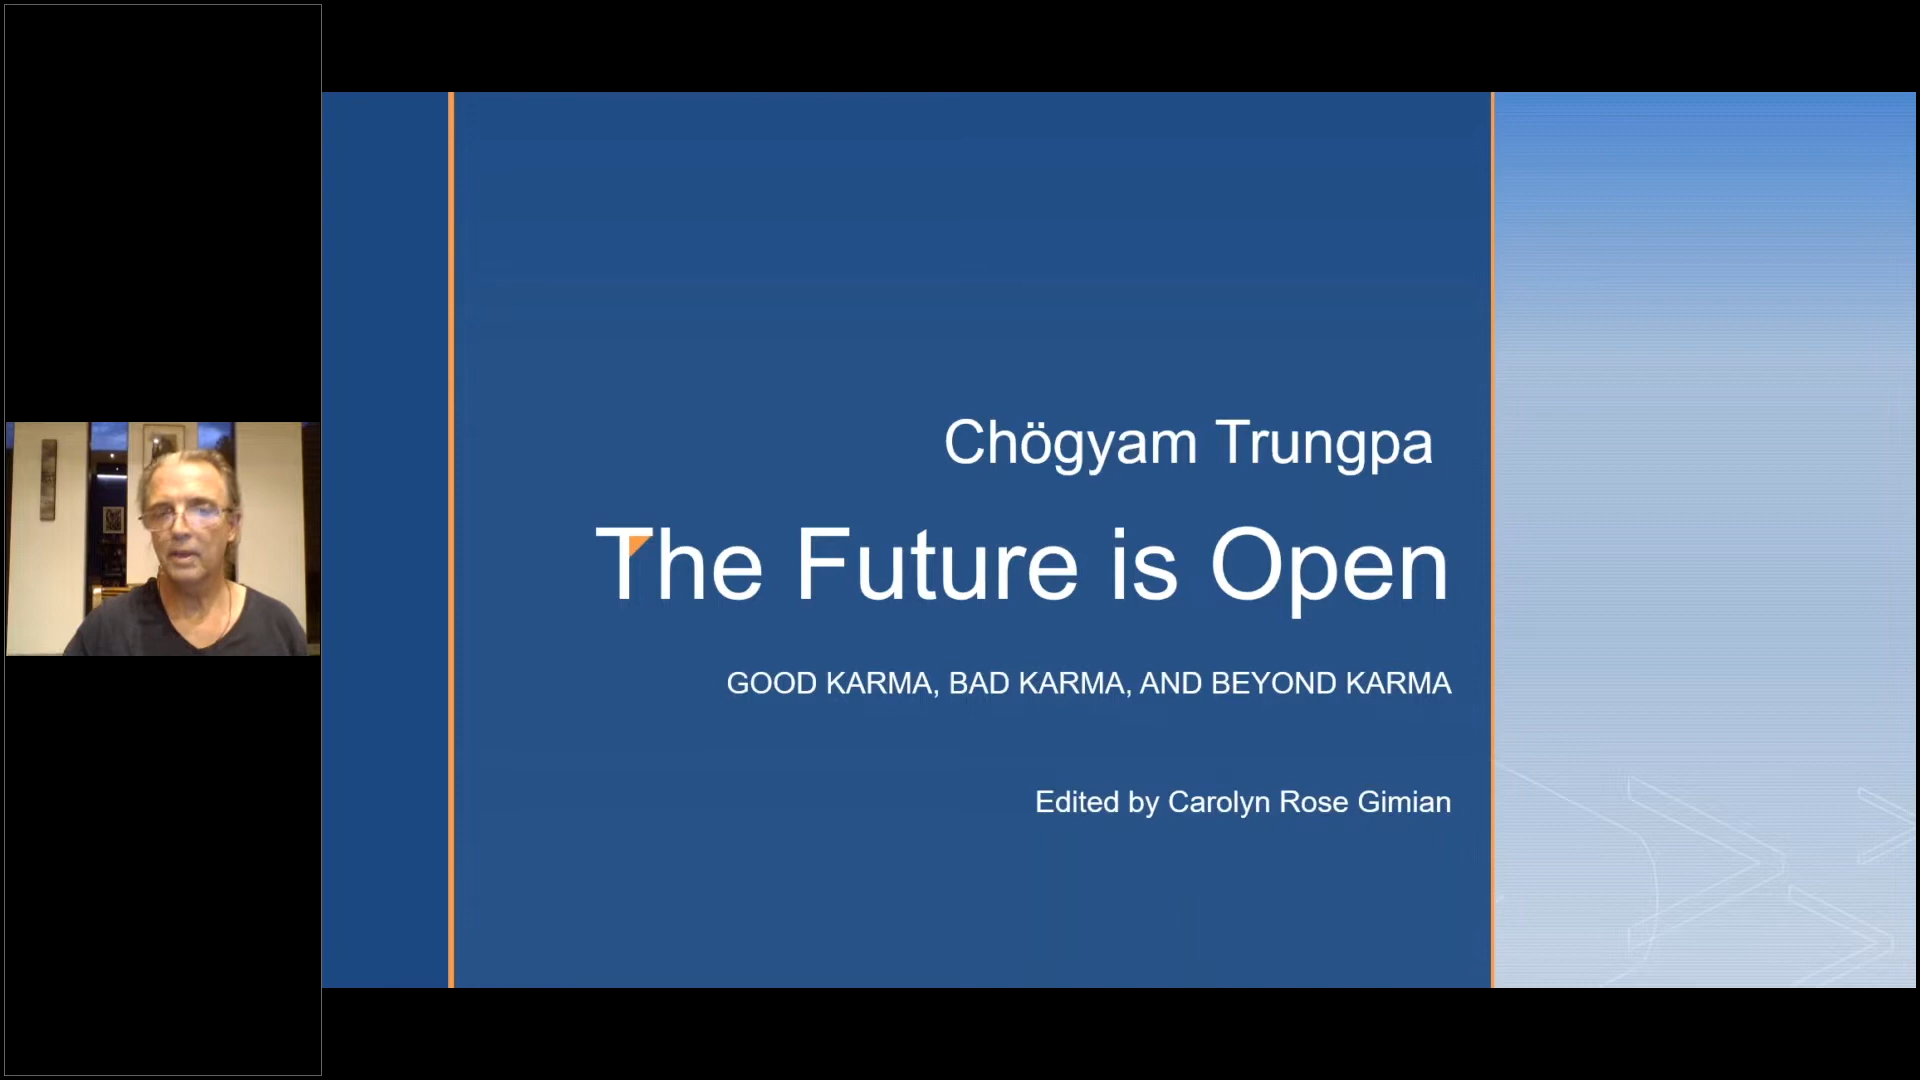 Chögyam Trungpa
The Future is Open
GOOD KARMA, BAD KARMA, AND BEYOND KARMA
Edited by Carolyn Rose Gimian